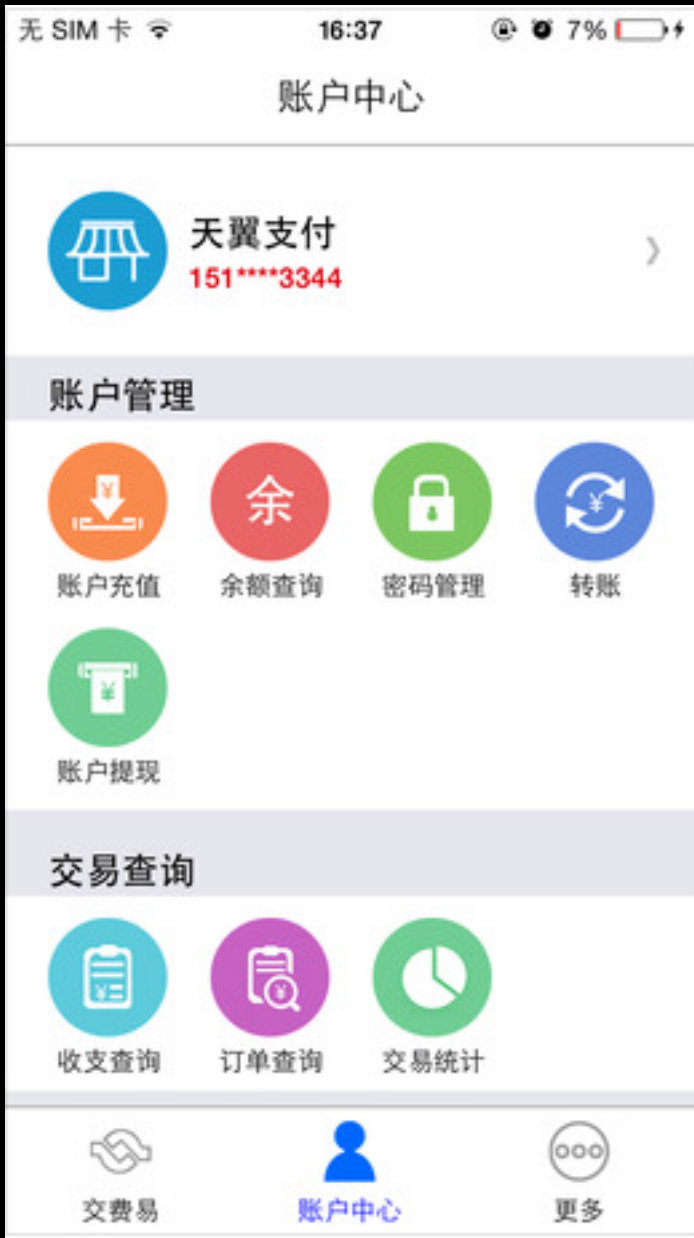 无 SIM 卡 16:37 7%
账户中心
天翼支付
151****3344
账户管理
余
账户充值 余额查询 密码管理 转账
账户提现
交易查询
收支查询 订单查询 交易统计
交费易 账户中心 更多